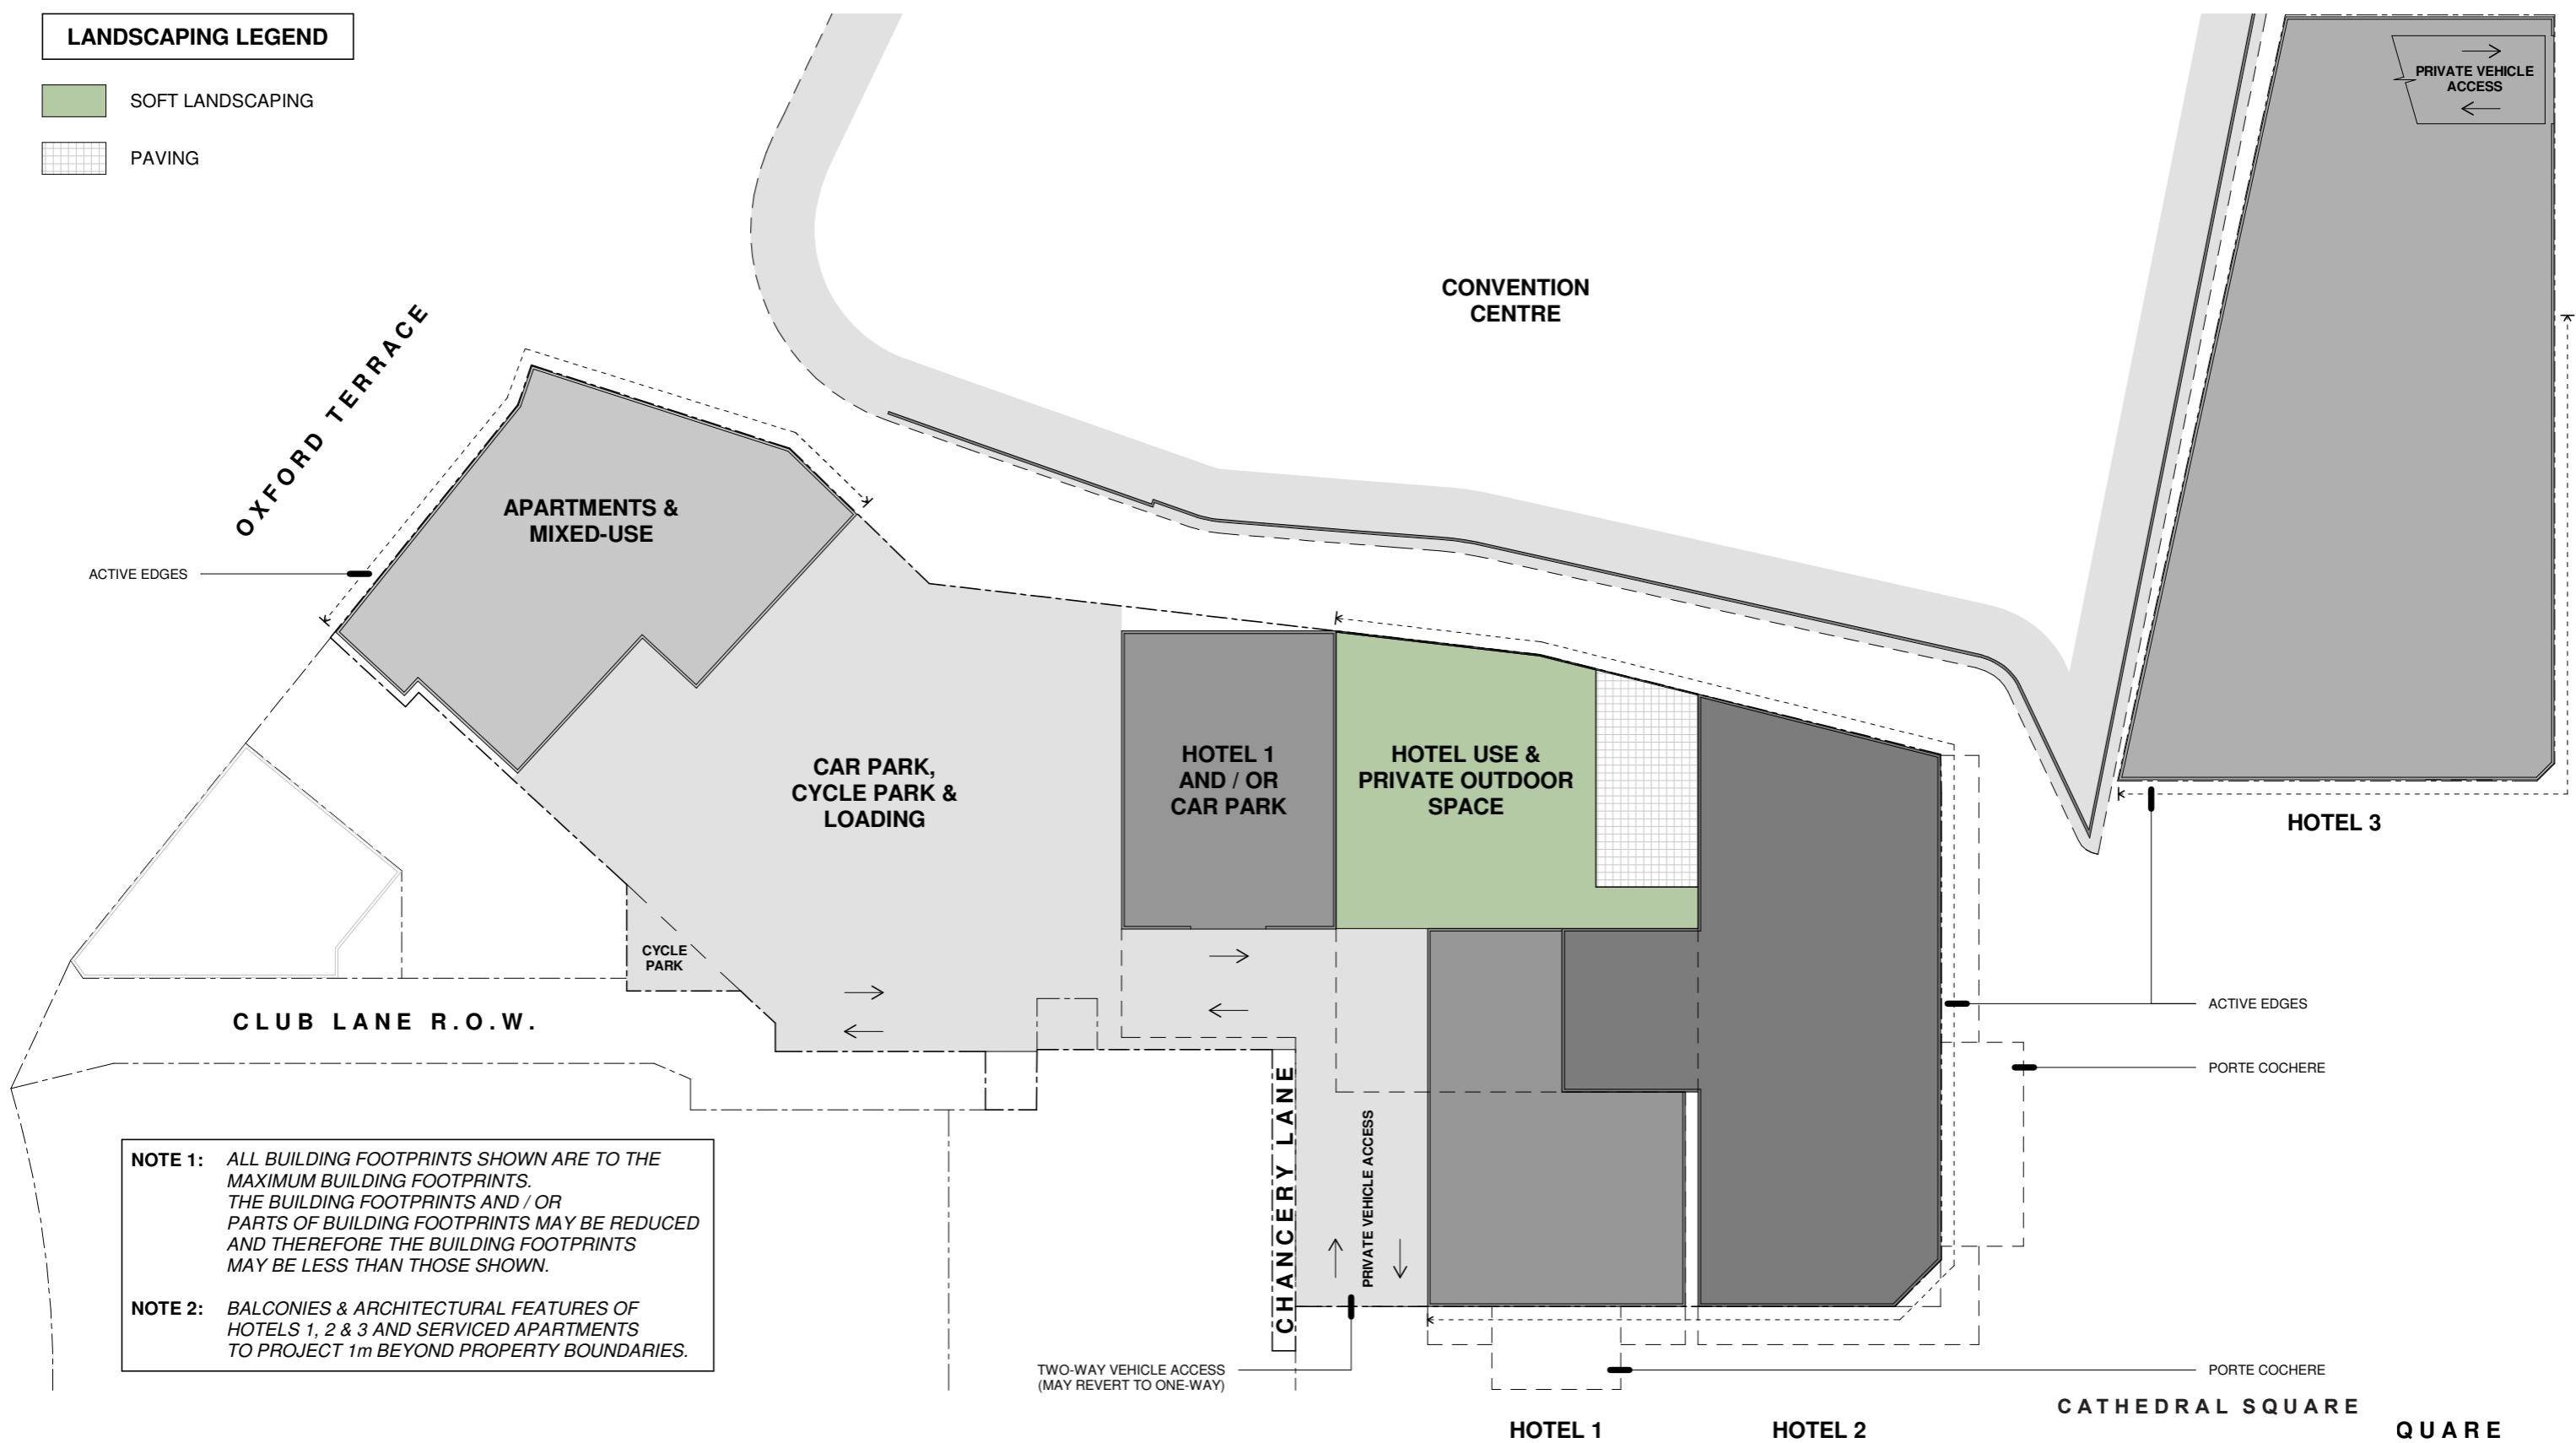 LANDSCAPING LEGEND
SOFT LANDSCAPING
PAVING
PRIVATE VEHICLE
ACCESS
CONVENTION
CENTRE
OXFORD TERRACE
APARTMENTS &
MIXED-USE
ACTIVE EDGES
CAR PARK,
CYCLE PARK &
LOADING
HOTEL 1
AND / OR
CAR PARK
HOTEL USE &
PRIVATE OUTDOOR
SPACE
HOTEL 3
CYCLE
PARK
CLUB LANE R.O.W.
ACTIVE EDGES
PORTE COCHERE
CHANCERY LANE
PRIVATE VEHICLE ACCESS
NOTE 1: ALL BUILDING FOOTPRINTS SHOWN ARE TO THE
MAXIMUM BUILDING FOOTPRINTS.
THE BUILDING FOOTPRINTS AND / OR
PARTS OF BUILDING FOOTPRINTS MAY BE REDUCED
AND THEREFORE THE BUILDING FOOTPRINTS
MAY BE LESS THAN THOSE SHOWN.
NOTE 2: BALCONIES & ARCHITECTURAL FEATURES OF
HOTELS 1, 2 & 3 AND SERVICED APARTMENTS
TO PROJECT 1m BEYOND PROPERTY BOUNDARIES.
TWO-WAY VEHICLE ACCESS
(MAY REVERT TO ONE-WAY)
PORTE COCHERE
CATHEDRAL SQUARE
HOTEL 1
HOTEL 2
QUARE